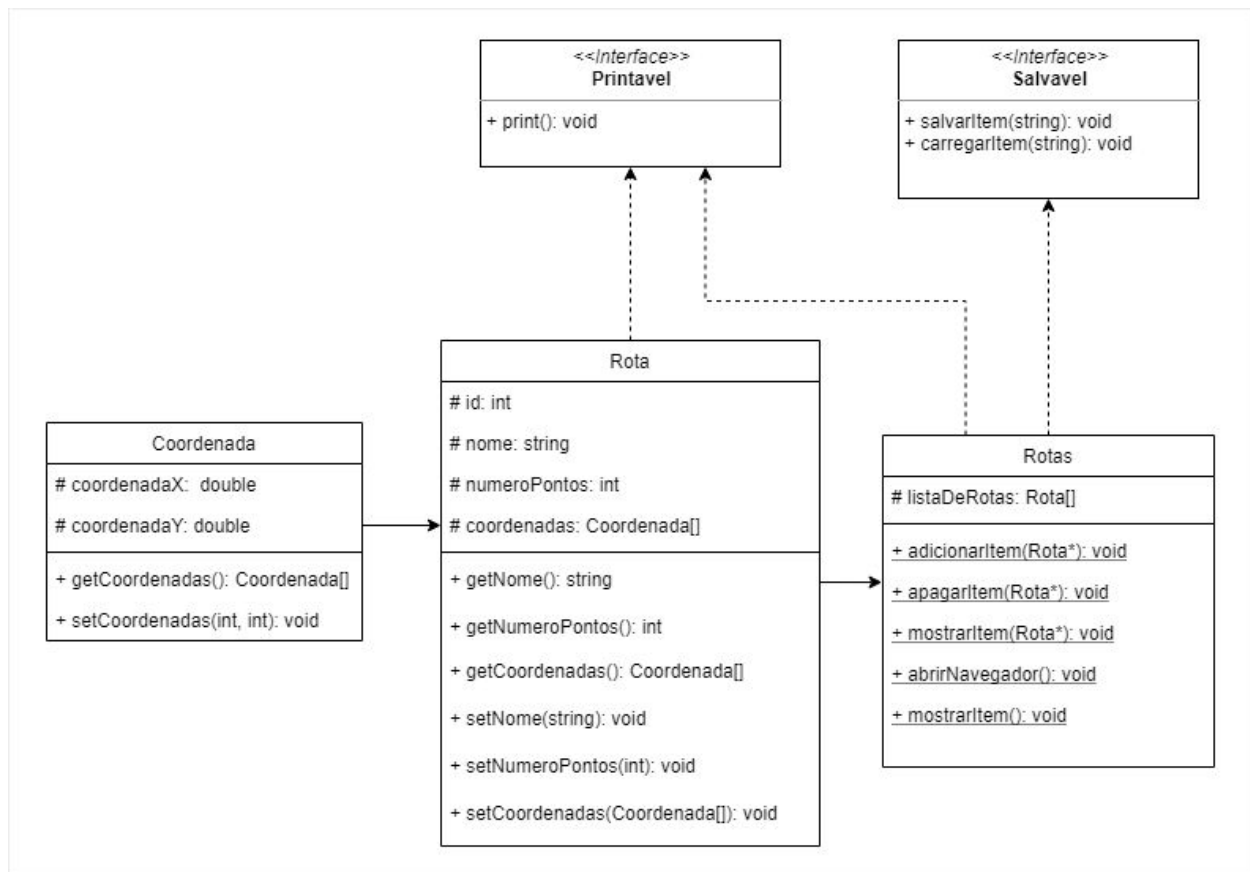 <<Interface>>
Printavel
+ print(): void
<<Interface>>
Salvavel
+ salvarItem(string): void
+ carregarItem(string): void
Coordenada
# coordenadaX:  double
# coordenadaY: double
+ getCoordenadas(): Coordenada[]
+ setCoordenadas(int, int): void
Rota
# id: int
# nome: string
# numeroPontos: int
# coordenadas: Coordenada[]
+ getNome(): string
+ getNumeroPontos(): int
+ getCoordenadas(): Coordenada[]
+ setNome(string): void
+ setNumeroPontos(int): void
+ setCoordenadas(Coordenada[]): void
Rotas
# listaDeRotas: Rota[]
+ adicionarItem(Rota*): void
+ apagarItem(Rota*): void
+ mostrarItem(Rota*): void
+ abrirNavegador(): void
+ mostrarItem(): void